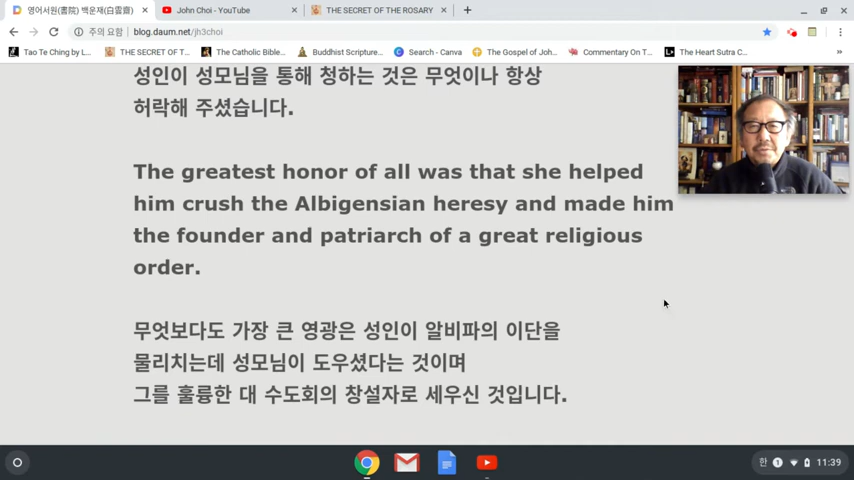 영어서원(書院) 백운재(白雲齋)
John Choi - YouTube
THE SECRET OF THE ROSARY
주의 요함
blog.daum.net/jh3choi
Tao Te Ching by L...
THE SECRET OF T...
The Catholic Bible...
Buddhist Scripture...
Search - Canva
The Gospel of Joh...
Commentary On T...
The Heart Sutra C...
성인이 성모님을 통해 청하는 것은 무엇이나 항상
허락해 주셨습니다.
The greatest honor of all was that she helped
him crush the Albigensian heresy and made him
the founder and patriarch of a great religious
order.
무엇보다도 가장 큰 영광은 성인이 알비파의 이단을
물리치는데 성모님이 도우셨다는 것이며
그를 훌륭한 대 수도회의 창설자로 세우신 것입니다.
한 1 11:39